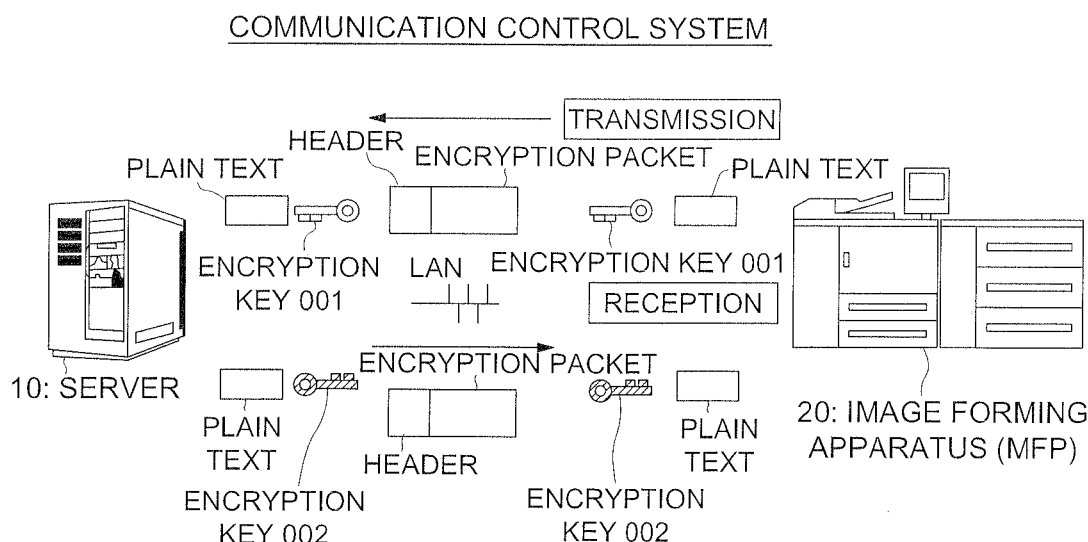 COMMUNICATION CONTROL SYSTEM
TRANSMISSION
HEADER
ENCRYPTION PACKET
PLAIN TEXT
PLAIN TEXT
ENCRYPTION
KEY 001
LAN
ENCRYPTION KEY 001
RECEPTION
ENCRYPTION PACKET
10: SERVER
PLAIN
TEXT
HEADER
PLAIN
TEXT
20: IMAGE FORMING
APPARATUS (MFP)
ENCRYPTION
KEY 002
ENCRYPTION
KEY 002